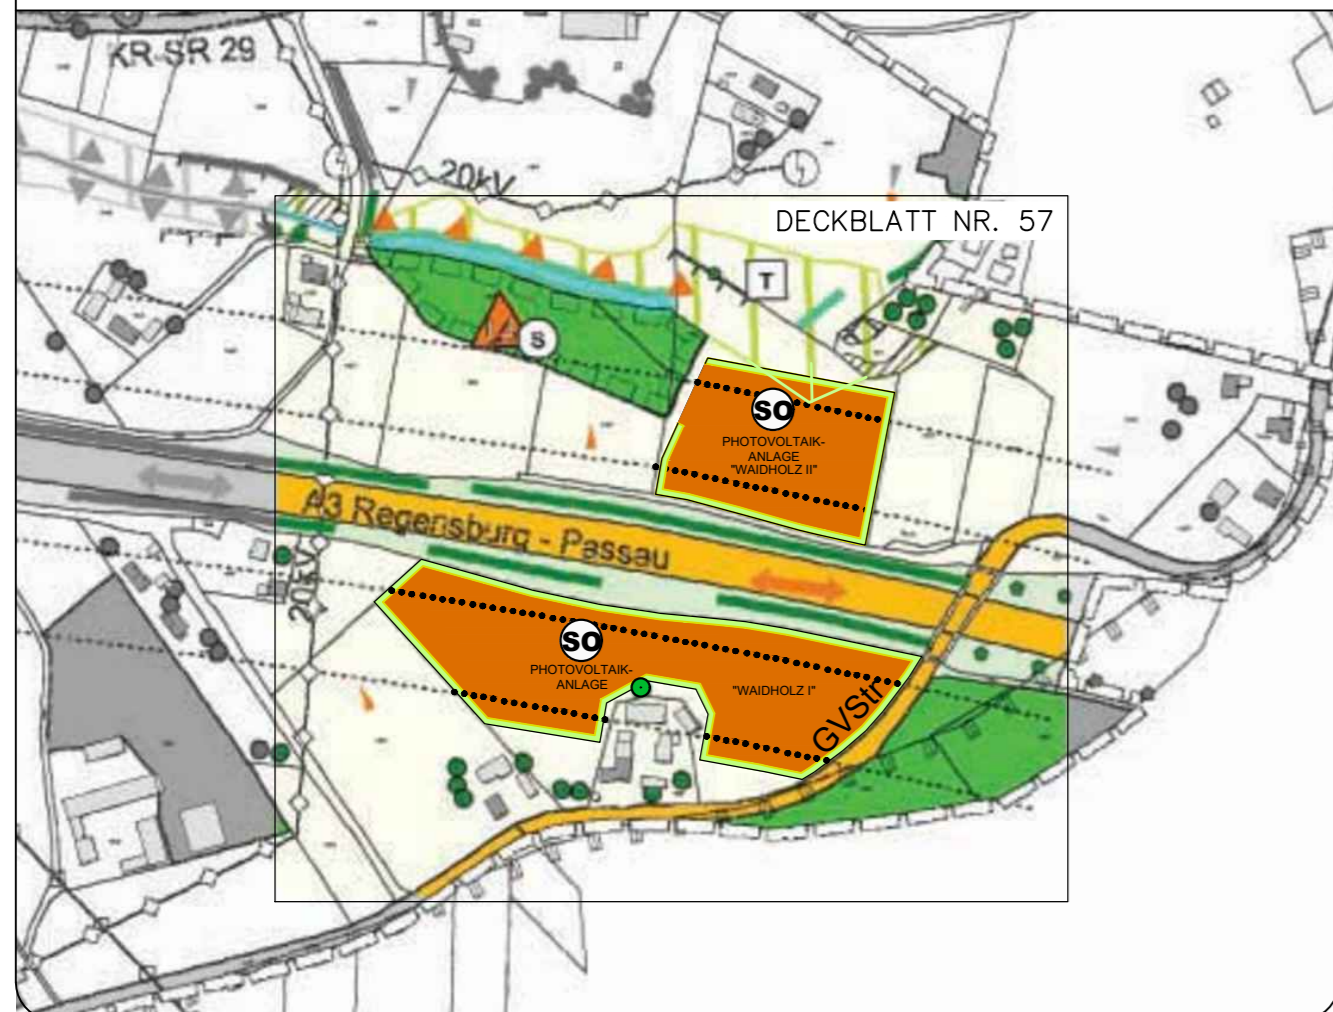 KR-SR 29
20kV
DECKBLATT NR. 57
T
S
SO
PHOTOVOLTAIK-
ANLAGE
"WAIDHOLZ II"
A3 Regensburg - Passau
20kV
SO
PHOTOVOLTAIK-
ANLAGE
"WAIDHOLZ I"
GVStr